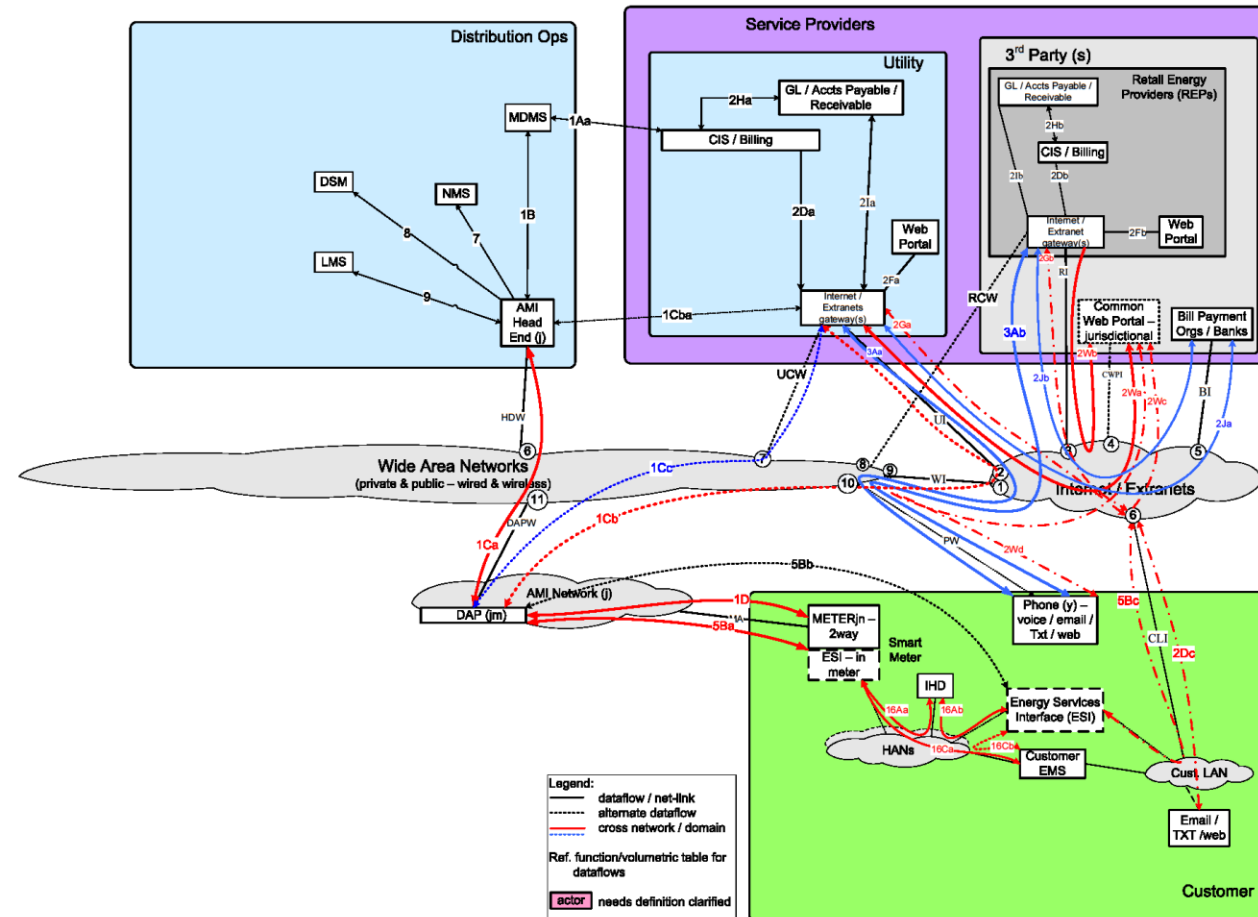 Service Providers
Distribution Ops
Utility
3rd Party (s)
Retail Energy
Providers (REPs)
GL / Accts Payable /
Receivable
GL / Accts Payable /
Receivable
2Ha
2Hb
MDMS
1Aa
CIS / Billing
CIS / Billing
2Ib
2Db
DSM
NMS
1B
2Da
2Ia
8
7
Web
Portal
Internet /
Extranet
gateway(s)
2Fb
Web
Portal
LMS
9
2Fa
2Gb
RI
AMI
Head
End (j)
1Cba
Internet /
Extranets
gateway(s)
2Ga
RCW
3Ab
Common
Web Portal –
jurisdictional
Bill Payment
Orgs / Banks
3Aa
2Wb
UCW
2Jb
CWPI
2Wa
2Wc
BI
HDW
UI
2Ja
6
7
3
4
5
Wide Area Networks
(private & public – wired & wireless)
1Cc
8
9
WI
2
1
10
Internet / Extranets
11
DAPW
1Cb
6
1Ca
PW
2Wd
5Bb
AMI Network (j)
DAP (jm)
1D
1A
5Ba
METERjn –
2way
ESI – in
meter
Smart
Meter
Phone (y) –
voice / email /
Txt / web
5Bc
CLI
2Dc
IHD
16Aa
16Ab
Energy Services
Interface (ESI)
HANs
16Ca
16Cb
Customer
EMS
Cust. LAN
Email /
TXT /web
Customer
Legend:
dataflow / net-link
alternate dataflow
cross network / domain
Ref. function/volumetric table for
dataflows
actor
needs definition clarified